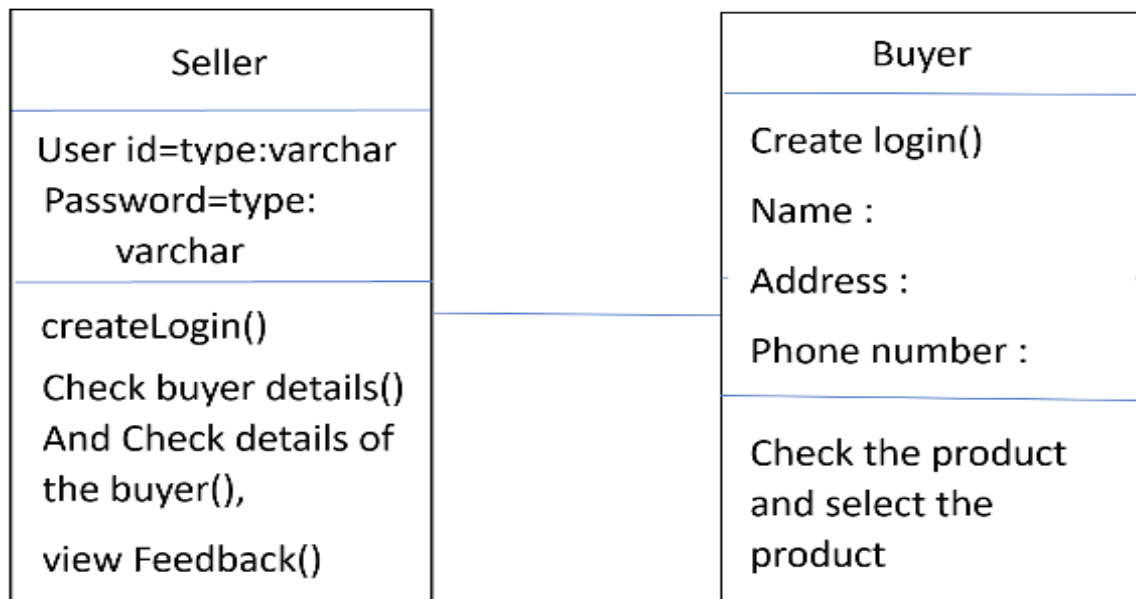 Seller
User id=type:varchar
Password=type:
varchar
createLogin()
Check buyer details()
And Check details of
the buyer(),
view Feedback()
Buyer
Create login()
Name :
Address :
Phone number :
Check the product
and select the
product